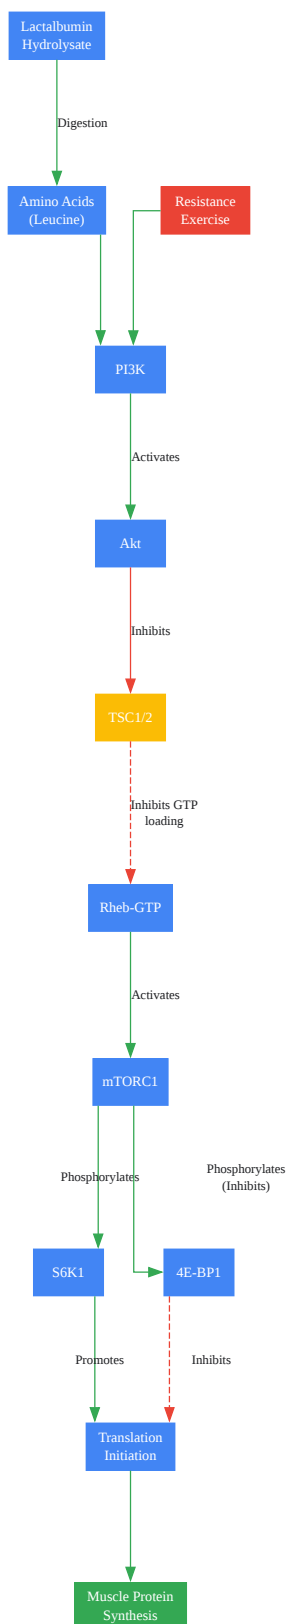 Lactalbumin
Hydrolysate
Digestion
Amino Acids
(Leucine)
Resistance
Exercise
PI3K
Activates
Akt
Inhibits
TSC1/2
Inhibits GTP
loading
Rheb-GTP
Activates
mTORC1
Phosphorylates
Phosphorylates
(Inhibits)
S6K1
4E-BP1
Promotes
Inhibits
Translation
Initiation
Muscle Protein
Synthesis